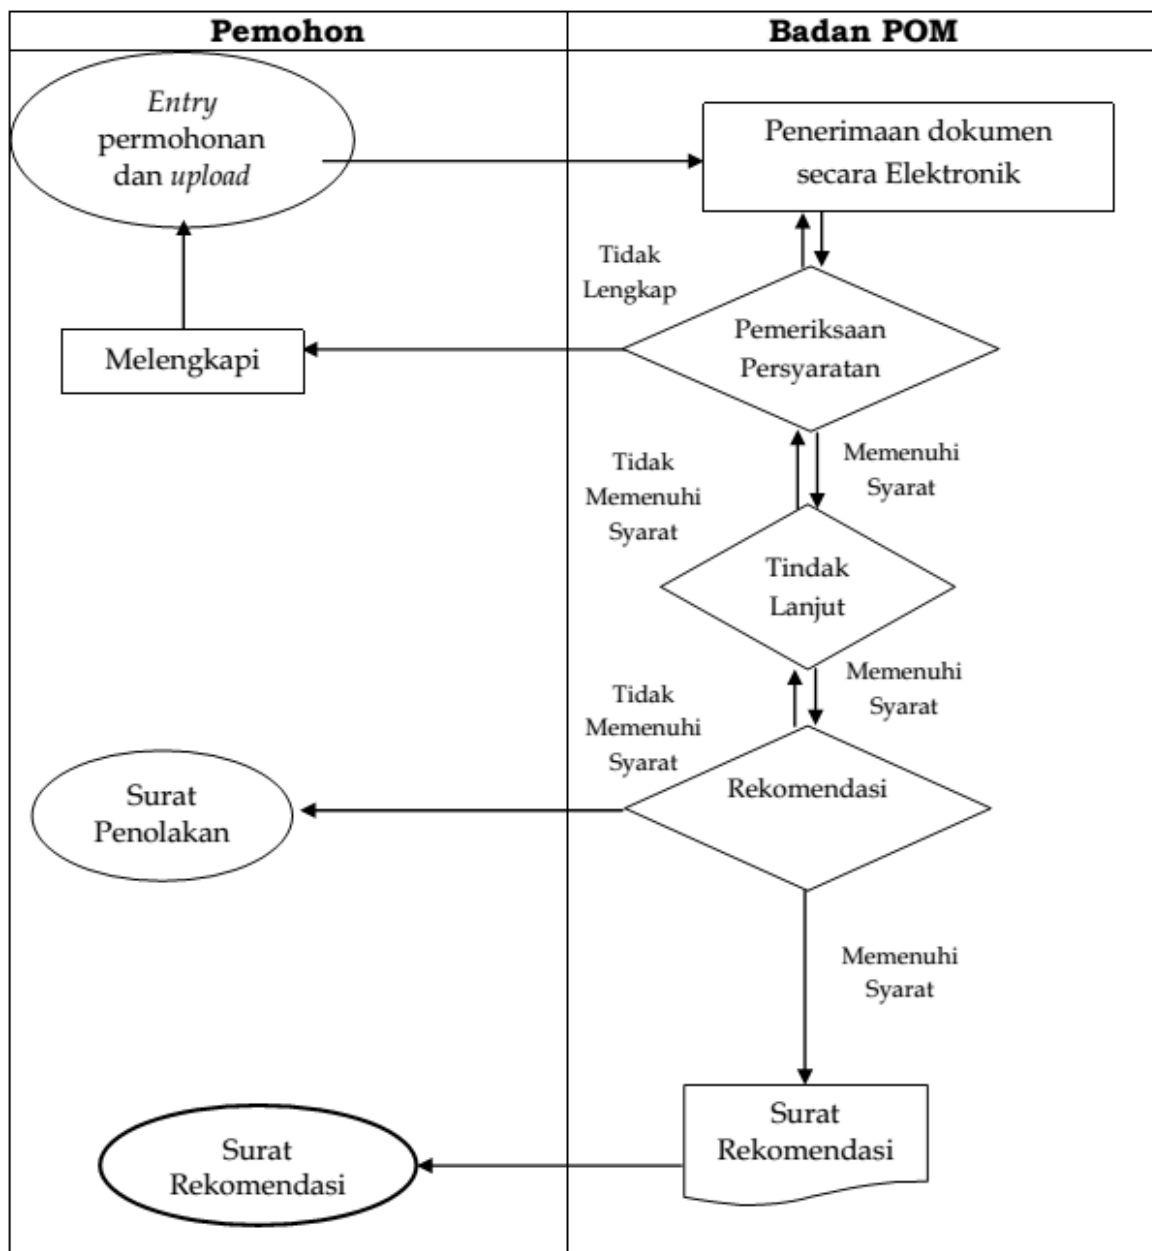 Pemohon
Badan POM
Entry
permohonan
dan upload
Penerimaan dokumen
secara Elektronik
Tidak
Lengkap
Pemeriksaan
Persyaratan
Melengkapi
Tidak
Memenuhi
Syarat
Memenuhi
Syarat
Tindak
Lanjut
Tidak
Memenuhi
Syarat
Memenuhi
Syarat
Rekomendasi
Surat
Penolakan
Memenuhi
Syarat
Surat
Rekomendasi
Surat
Rekomendasi